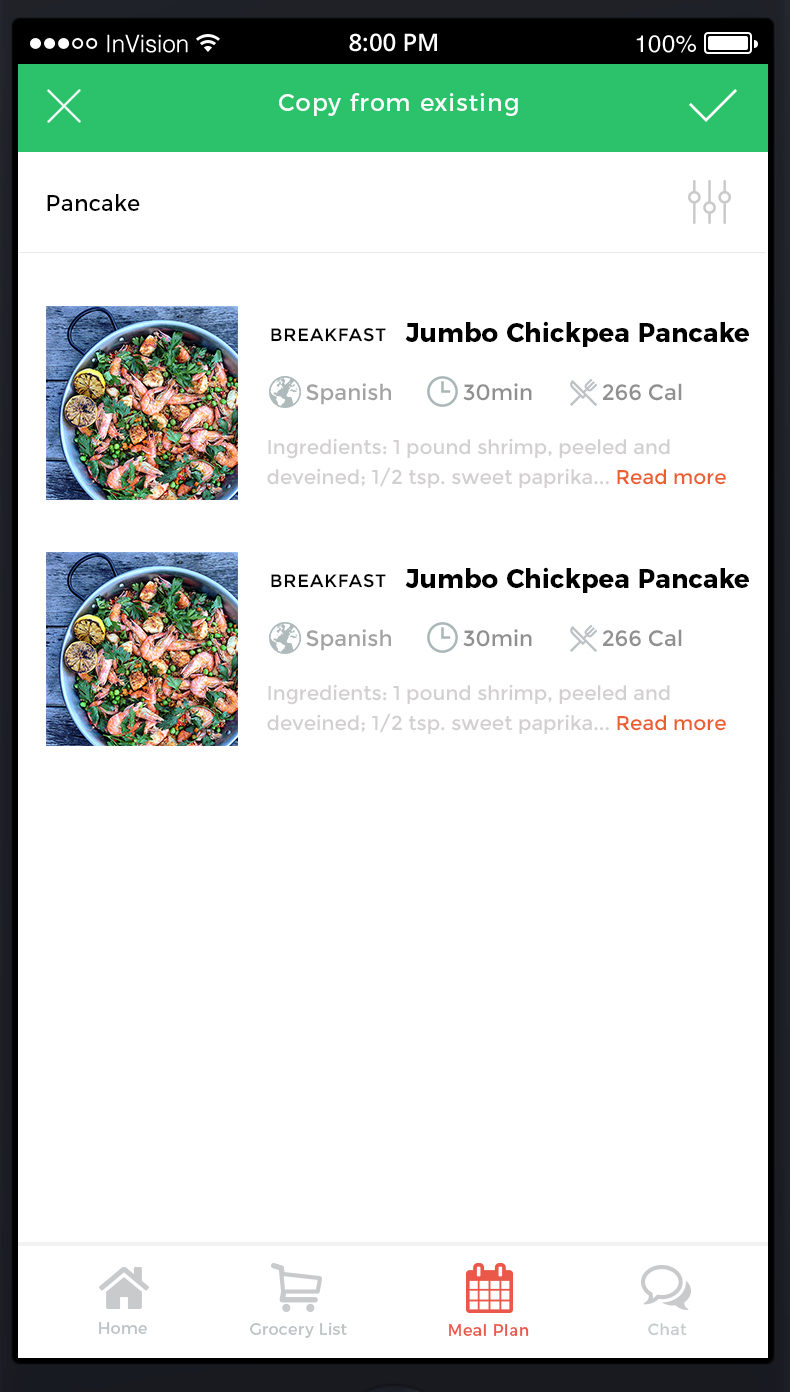 InVision 8:00 PM 100%
Copy from existing
Pancake
BREAKFAST Jumbo Chickpea Pancake
Spanish 30min 266 Cal
Ingredients: 1 pound shrimp, peeled and
deveined; 1/2 tsp. sweet paprika... Read more
BREAKFAST Jumbo Chickpea Pancake
Spanish 30min 266 Cal
Ingredients: 1 pound shrimp, peeled and
deveined; 1/2 tsp. sweet paprika... Read more
Home Grocery List Meal Plan Chat